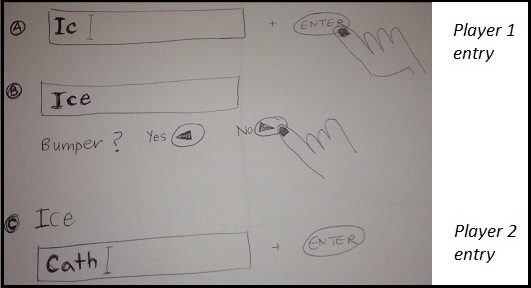 A Ic + ENTER Player 1
entry
B Ice
Bumper ? Yes No
C Ice
Cath + ENTER Player 2
entry